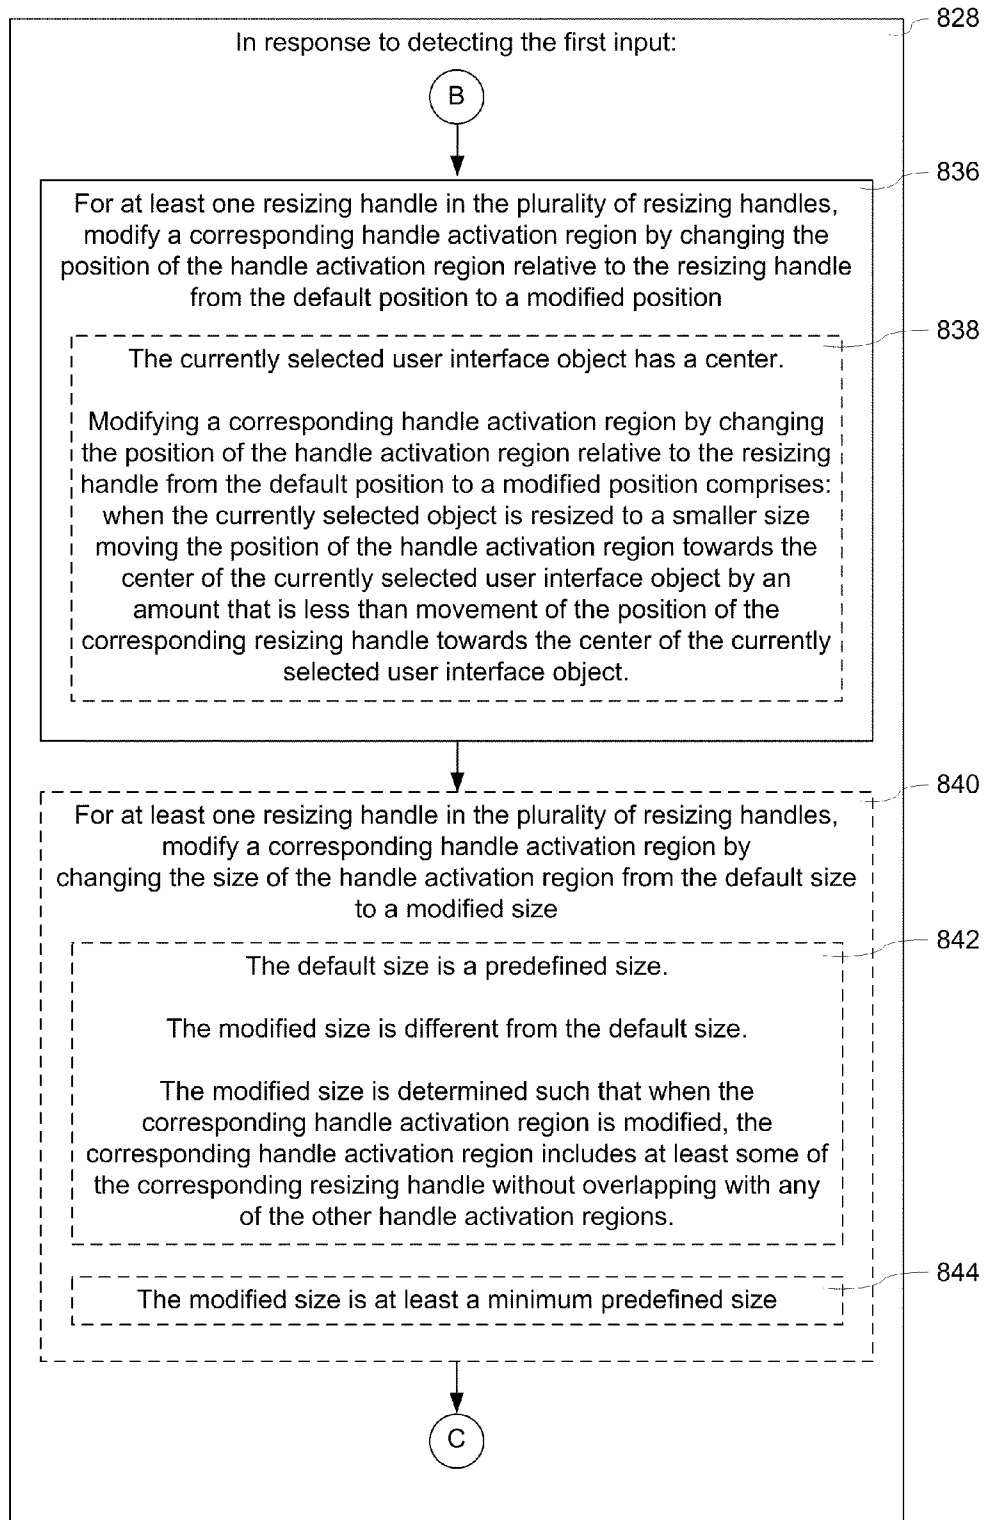 828
In response to detecting the first input:
B
836
For at least one resizing handle in the plurality of resizing handles,
modify a corresponding handle activation region by changing the
position of the handle activation region relative to the resizing handle
from the default position to a modified position
838
The currently selected user interface object has a center.
Modifying a corresponding handle activation region by changing
the position of the handle activation region relative to the resizing
handle from the default position to a modified position comprises:
when the currently selected object is resized to a smaller size
moving the position of the handle activation region towards the
center of the currently selected user interface object by an
amount that is less than movement of the position of the
corresponding resizing handle towards the center of the currently
selected user interface object.
840
For at least one resizing handle in the plurality of resizing handles,
modify a corresponding handle activation region by
changing the size of the handle activation region from the default size
to a modified size
842
The default size is a predefined size.
The modified size is different from the default size.
The modified size is determined such that when the
corresponding handle activation region is modified, the
corresponding handle activation region includes at least some of
the corresponding resizing handle without overlapping with any
of the other handle activation regions.
844
The modified size is at least a minimum predefined size
C